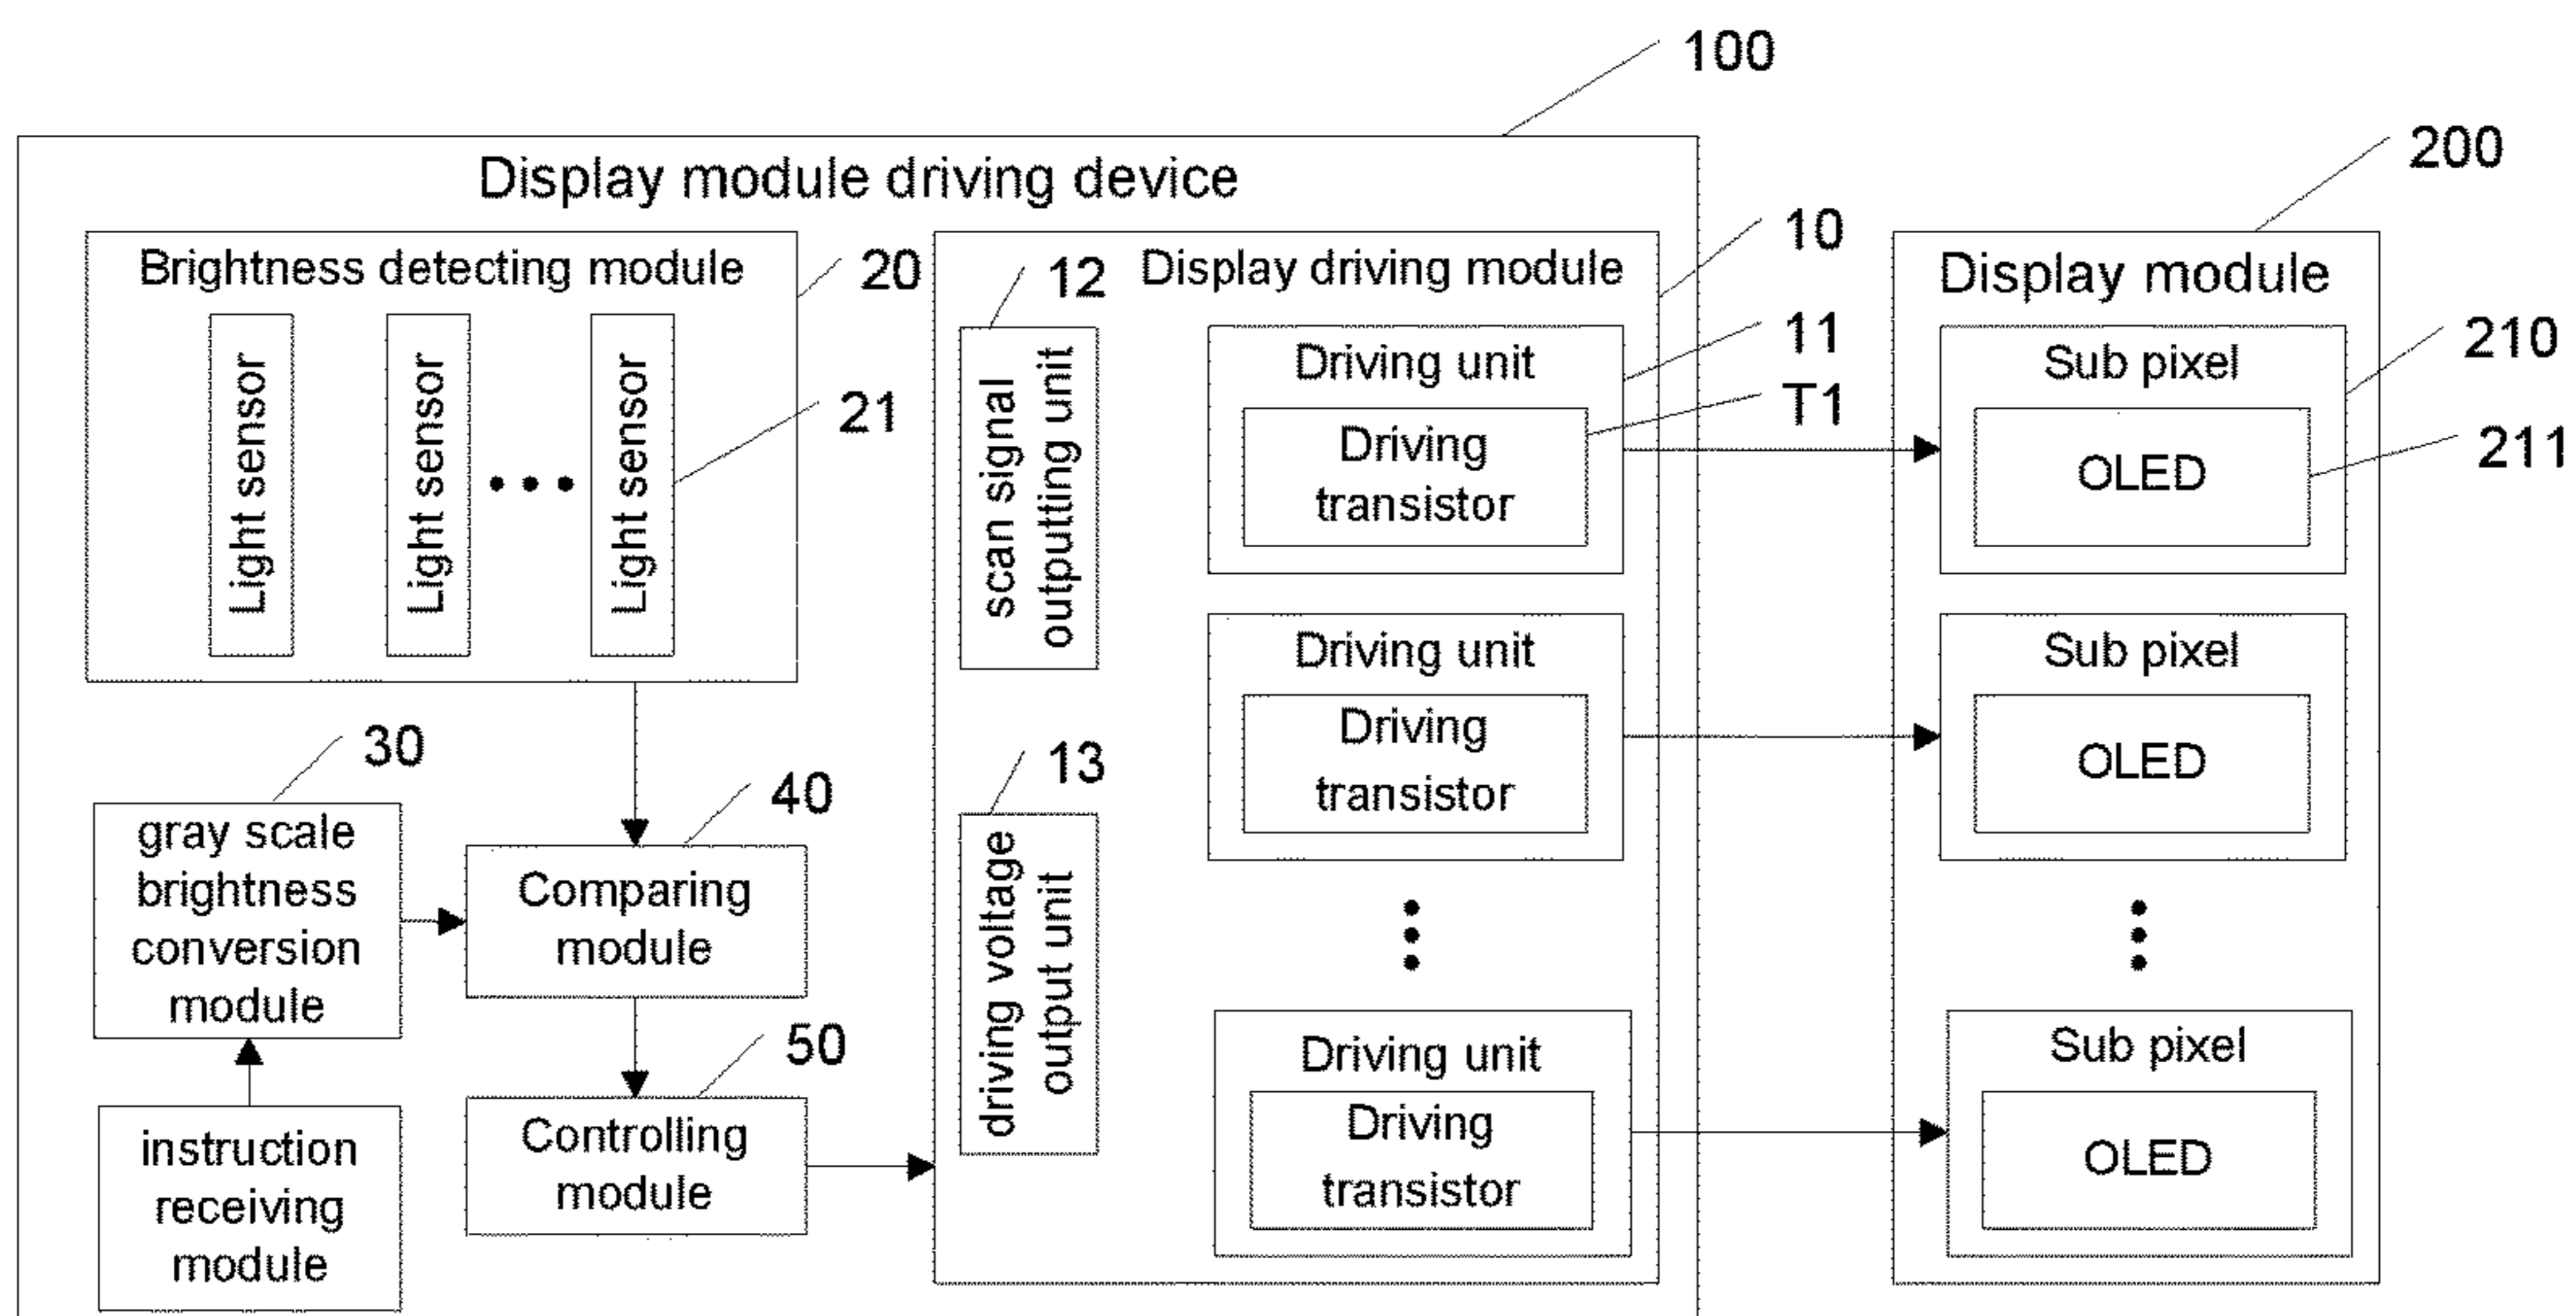 100
200
Display module driving device
Brightness detecting module
20
Light sensor
Light sensor
Light sensor
21
12
scan signal
outputting unit
Display driving module
10
Driving unit
11
Driving
transistor
T1
Driving unit
Driving
transistor
Driving unit
Driving
transistor
13
driving voltage
output unit
Display module
Sub pixel
210
OLED
211
Sub pixel
OLED
Sub pixel
OLED
30
gray scale
brightness
conversion
module
40
Comparing
module
50
Controlling
module
instruction
receiving
module